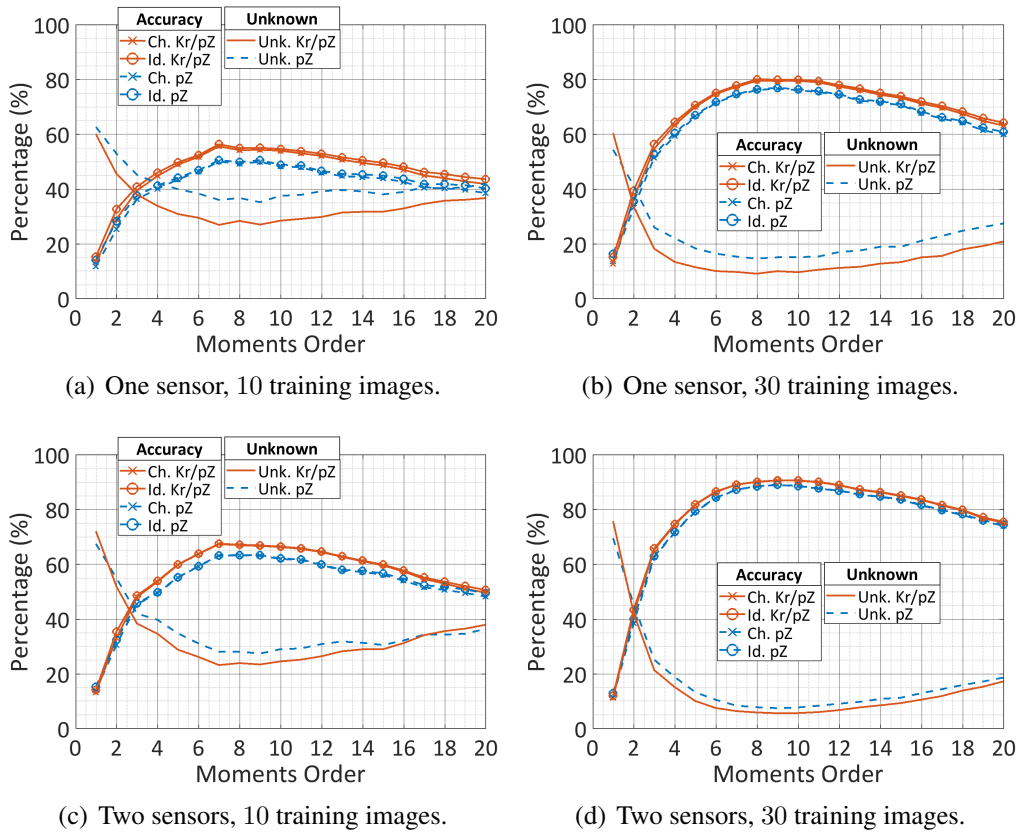 Accuracy Unknown
Ch. Kr/pZ Unk. Kr/pZ
Id. Kr/pZ Unk. pZ
Ch. pZ
Id. pZ
Percentage (%)
100
80
60
40
20
0
0 2 4 6 8 10 12 14 16 18 20
Moments Order
(a) One sensor, 10 training images.
Accuracy Unknown
Ch. Kr/pZ Unk. Kr/pZ
Id. Kr/pZ Unk. pZ
Ch. pZ
Id. pZ
Percentage (%)
100
80
60
40
20
0
0 2 4 6 8 10 12 14 16 18 20
Moments Order
(b) One sensor, 30 training images.
Accuracy Unknown
Ch. Kr/pZ Unk. Kr/pZ
Id. Kr/pZ Unk. pZ
Ch. pZ
Id. pZ
Percentage (%)
100
80
60
40
20
0
0 2 4 6 8 10 12 14 16 18 20
Moments Order
(c) Two sensors, 10 training images.
Accuracy Unknown
Ch. Kr/pZ Unk. Kr/pZ
Id. Kr/pZ Unk. pZ
Ch. pZ
Id. pZ
Percentage (%)
100
80
60
40
20
0
0 2 4 6 8 10 12 14 16 18 20
Moments Order
(d) Two sensors, 30 training images.